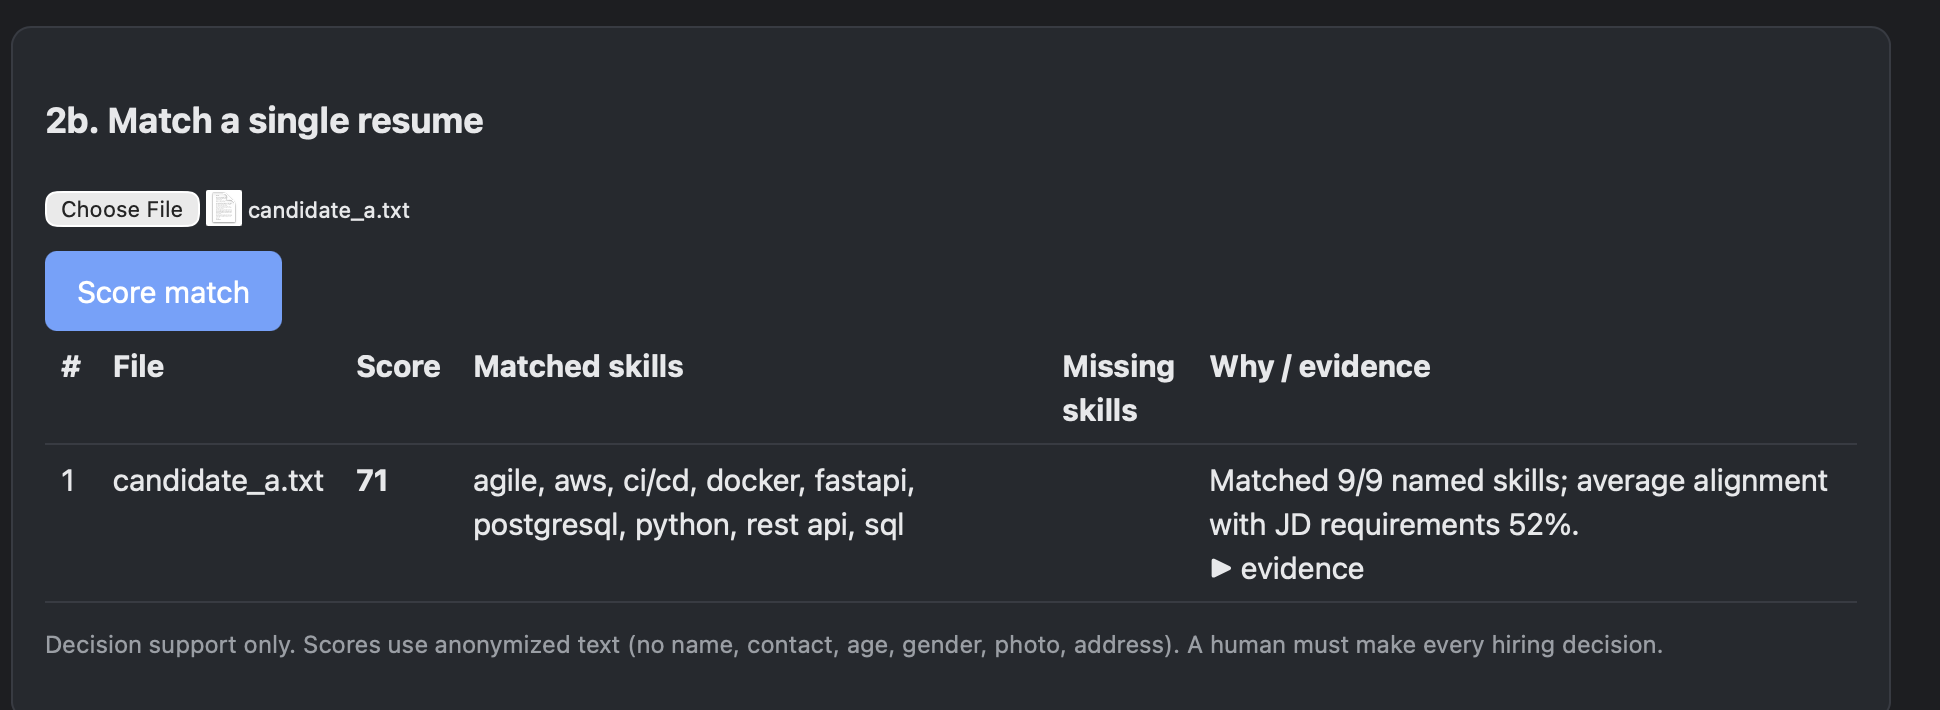 2b. Match a single resume
Choose File candidate_a.txt
Score match
# File Score Matched skills Missing skills Why / evidence
1 candidate_a.txt 71 agile, aws, ci/cd, docker, fastapi, postgresql, python, rest api, sql Matched 9/9 named skills; average alignment with JD requirements 52%.
▶ evidence
Decision support only. Scores use anonymized text (no name, contact, age, gender, photo, address). A human must make every hiring decision.